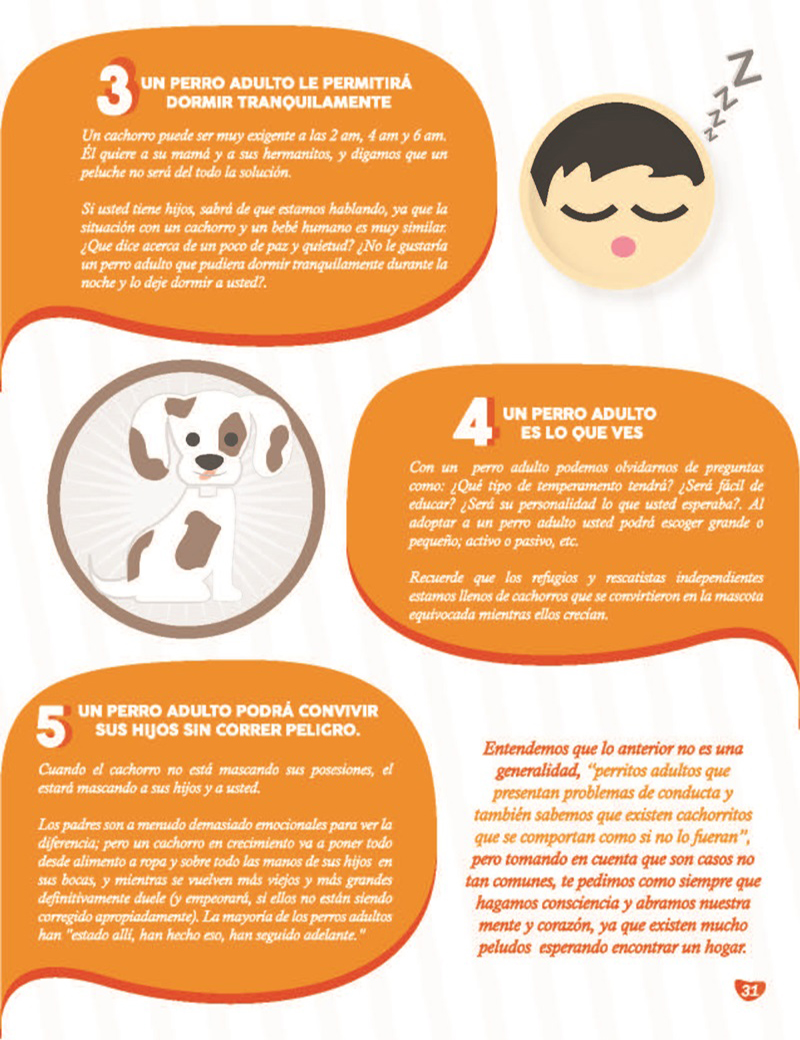 3 UN PERRO ADULTO LE PERMITIRÁ
DORMIR TRANQUILAMENTE
Un cachorro puede ser muy exigente a las 2 am, 4 am y 6 am.
Él quiere a su mamá y a sus hermanitos, y digamos que un
peluche no será del todo la solución.
Si usted tiene hijos, sabrá de que estamos hablando, ya que la
situación con un cachorro y un bebé humano es muy similar.
¿Que dice acerca de un poco de paz y quietud? ¿No le gustaría
un perro adulto que pudiera dormir tranquilamente durante la
noche y lo deje dormir a usted?.
ZZZZ
4 UN PERRO ADULTO
ES LO QUE VES
Con un perro adulto podemos olvidarnos de preguntas
como: ¿Qué tipo de temperamento tendrá? ¿Será fácil de
educar? ¿Será su personalidad lo que usted esperaba?. Al
adoptar a un perro adulto usted podrá escoger grande o
pequeño; activo o pasivo, etc.
Recuerde que los refugios y rescatistas independientes
estamos llenos de cachorros que se convirtieron en la mascota
equivocada mientras ellos crecían.
5 UN PERRO ADULTO PODRÁ CONVIVIR
SUS HIJOS SIN CORRER PELIGRO.
Cuando el cachorro no está mascando sus posesiones, el
estará mascando a sus hijos y a usted.
Los padres son a menudo demasiado emocionales para ver la
diferencia; pero un cachorro en crecimiento va a poner todo
desde alimento a ropa y sobre todo las manos de sus hijos en
sus bocas, y mientras se vuelven más viejos y más grandes
definitivamente duele (y empeorará, si ellos no están siendo
corregido apropiadamente). La mayoría de los perros adultos
han "estado allí, han hecho eso, han seguido adelante."
Entendemos que lo anterior no es una
generalidad, "perritos adultos que
presentan problemas de conducta y
también sabemos que existen cachorritos
que se comportan como si no lo fueran",
pero tomando en cuenta que son casos no
tan comunes, te pedimos como siempre que
hagamos consciencia y abramos nuestra
mente y corazón, ya que existen mucho
peludos esperando encontrar un hogar.
31